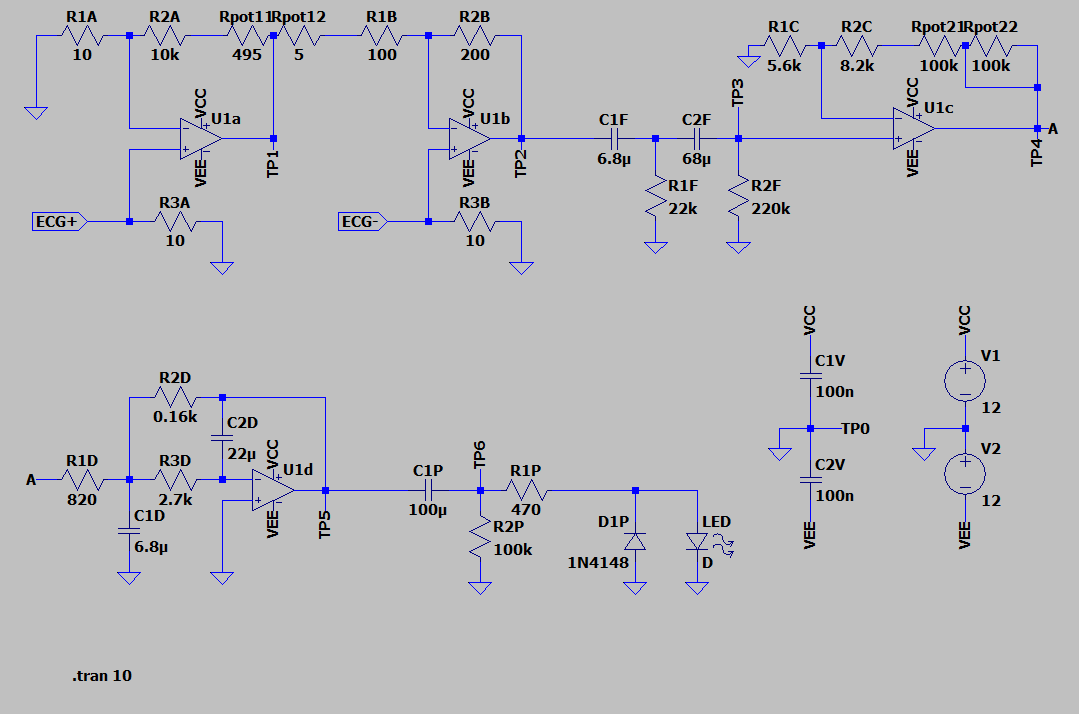 R1A R2A Rpot11 Rpot12 R1B R2B
10 10k 495 5 100 200
R1C R2C Rpot21 Rpot22
5.6k 8.2k 100k 100k
VCC U1a VCC U1b TP3 VCC U1c
C1F C2F
6.8µ 68µ
A
VEE TP1 VEE TP2 VEE TP4
R1F R2F
22k 220k
ECG+ R3A ECG- R3B
10 10
VCC VCC
C1V V1
100n 12
R2D
0.16k
C2D
22µ
TP0
VCC U1d TP6
C2V V2
100n 12
A R1D R3D
820 2.7k
C1P R1P
100µ 470
C1D
6.8µ
VEE TP5
R2P
100k
D1P LED
1N4148 D
VEE VEE
.tran 10